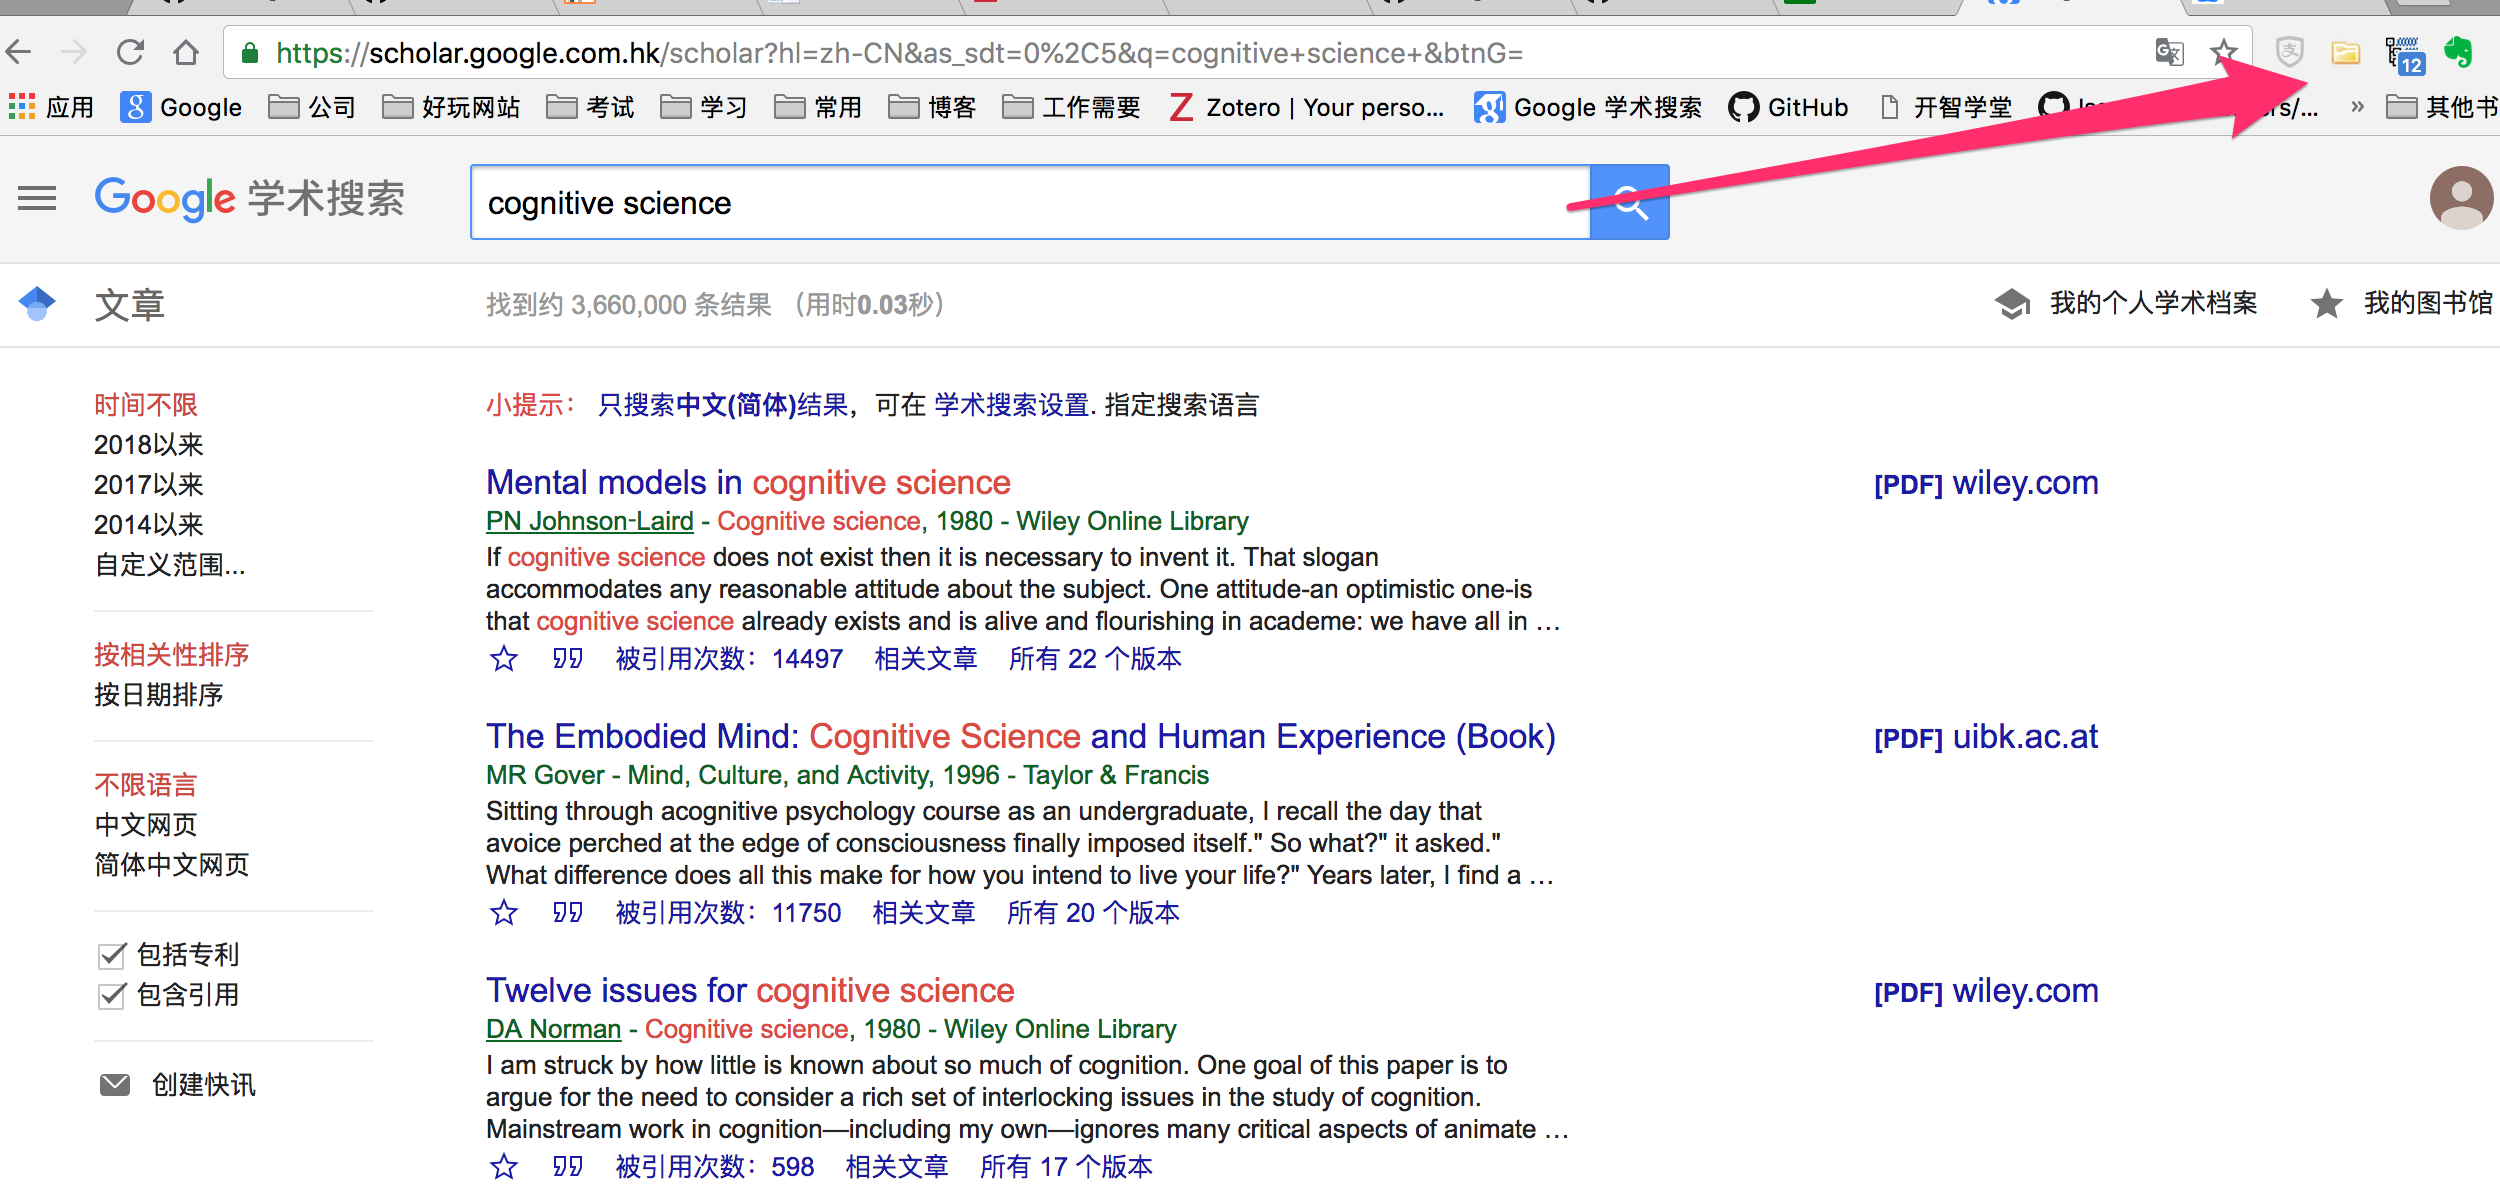 https://scholar.google.com.hk/scholar?hl=zh-CN&as_sdt=0%2C5&q=cognitive+science+&btnG=
12
应用 Google 公司 好玩网站 考试 学习 常用 博客 工作需要 Zotero | Your perso... Google 学术搜索 GitHub 开智学堂 » 其他书
Google 学术搜索
cognitive science
文章
找到约 3,660,000 条结果 （用时0.03秒）
我的个人学术档案
我的图书馆
时间不限
2018以来
2017以来
2014以来
自定义范围...
按相关性排序
按日期排序
不限语言
中文网页
简体中文网页
包括专利
包含引用
创建快讯
小提示： 只搜索中文(简体)结果，可在 学术搜索设置. 指定搜索语言
Mental models in cognitive science
[PDF] wiley.com
PN Johnson-Laird - Cognitive science, 1980 - Wiley Online Library
If cognitive science does not exist then it is necessary to invent it. That slogan
accommodates any reasonable attitude about the subject. One attitude-an optimistic one-is
that cognitive science already exists and is alive and flourishing in academe: we have all in …
被引用次数：14497 相关文章 所有 22 个版本
The Embodied Mind: Cognitive Science and Human Experience (Book)
[PDF] uibk.ac.at
MR Gover - Mind, Culture, and Activity, 1996 - Taylor & Francis
Sitting through acognitive psychology course as an undergraduate, I recall the day that
avoice perched at the edge of consciousness finally imposed itself." So what?" it asked."
What difference does all this make for how you intend to live your life?" Years later, I find a …
被引用次数：11750 相关文章 所有 20 个版本
Twelve issues for cognitive science
[PDF] wiley.com
DA Norman - Cognitive science, 1980 - Wiley Online Library
I am struck by how little is known about so much of cognition. One goal of this paper is to
argue for the need to consider a rich set of interlocking issues in the study of cognition.
Mainstream work in cognition—including my own—ignores many critical aspects of animate …
被引用次数：598 相关文章 所有 17 个版本